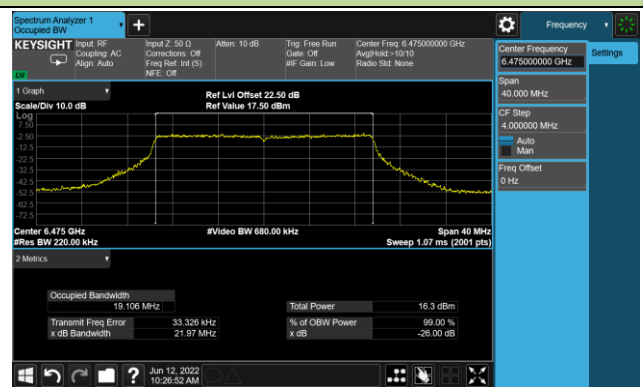 Spectrum Analyzer 1
Occupied BW
Frequency
KEYSIGHT
Input: RF
Coupling: AC
Align: Auto
Input Z: 50 Ω
Corrections: Off
Freq Ref: Int (S)
NFE: Off
Atten: 10 dB
Trig: Free Run
Gate: Off
#IF Gain: Low
Center Freq: 6.475000000 GHz
Avg|Hold:>10/10
Radio Std: None
Center Frequency
6.475000000 GHz
Settings
Span
40.000 MHz
CF Step
4.000000 MHz
Auto
Man
Freq Offset
0 Hz
1 Graph
Scale/Div 10.0 dB
Ref Lvl Offset 22.50 dB
Ref Value 17.50 dBm
Log
7.50
-2.50
-12.5
-22.5
-32.5
-42.5
-52.5
-62.5
-72.5
Center 6.475 GHz
#Res BW 220.00 kHz
#Video BW 680.00 kHz
Span 40 MHz
Sweep 1.07 ms (2001 pts)
2 Metrics
Occupied Bandwidth
19.106 MHz
Total Power 16.3 dBm
Transmit Freq Error 33.326 kHz
% of OBW Power 99.00 %
x dB Bandwidth 21.97 MHz
x dB -26.00 dB
Jun 12, 2022
10:26:52 AM